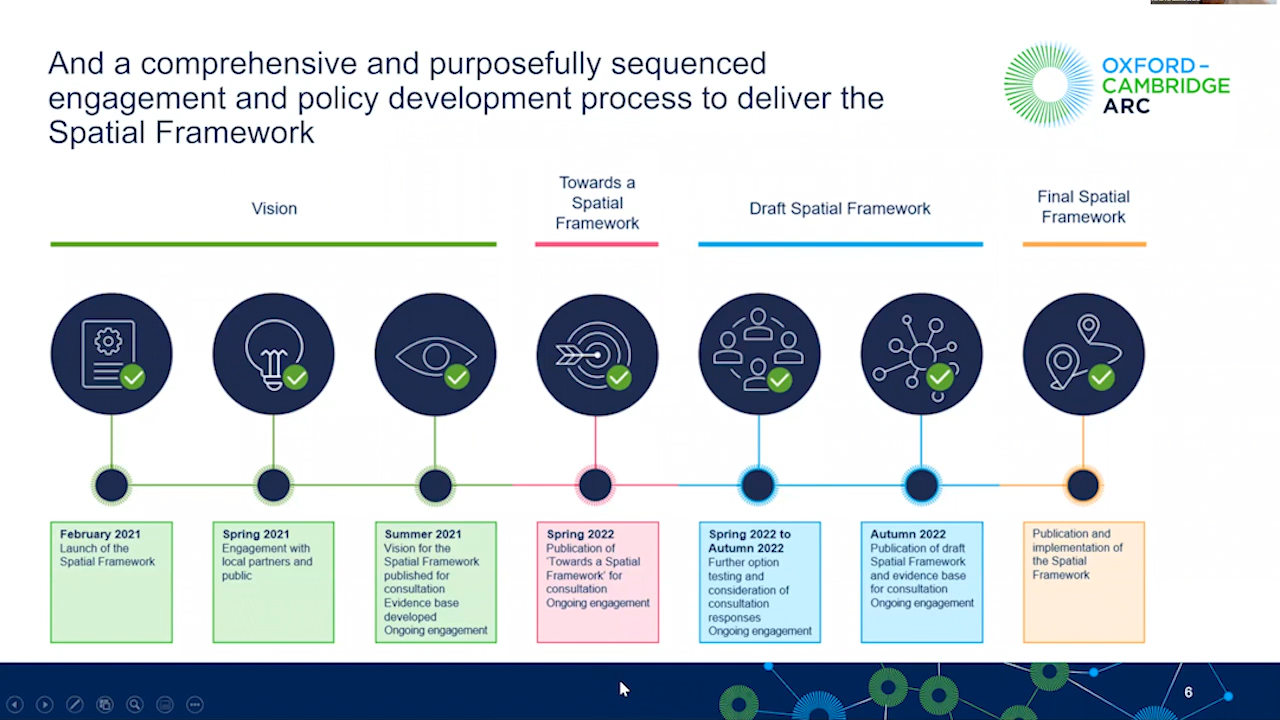 And a comprehensive and purposefully sequenced
engagement and policy development process to deliver the
Spatial Framework
OXFORD –
CAMBRIDGE
ARC
Vision
Towards a
Spatial
Framework
Draft Spatial Framework
Final Spatial
Framework
February 2021
Launch of the
Spatial Framework
Spring 2021
Engagement with
local partners and
public
Summer 2021
Vision for the
Spatial Framework
published for
consultation
Evidence base
developed
Ongoing engagement
Spring 2022
Publication of
'Towards a Spatial
Framework' for
consultation
Ongoing engagement
Spring 2022 to
Autumn 2022
Further option
testing and
consideration of
consultation
responses
Ongoing engagement
Autumn 2022
Publication of draft
Spatial Framework
and evidence base
for consultation
Ongoing engagement
Publication and
implementation of
the Spatial
Framework
6